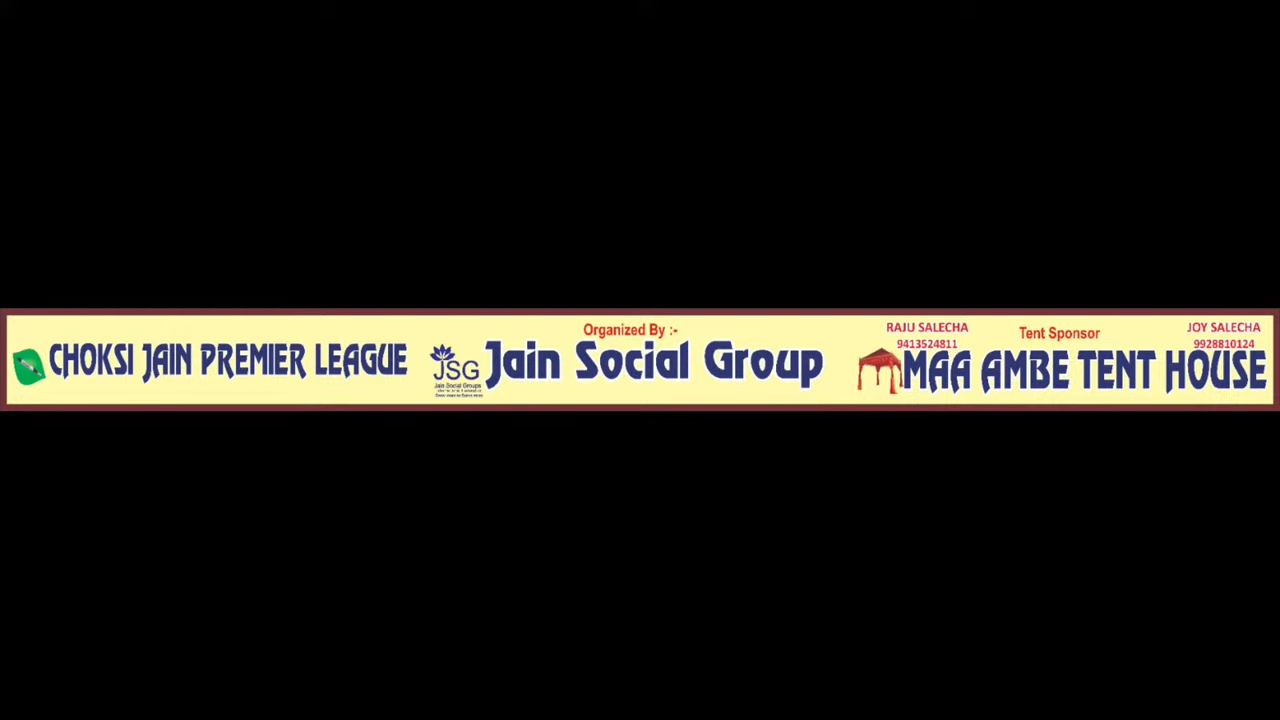 CHOKSI JAIN PREMIER LEAGUE
JSG
Jain Social Groups
Organized By :-
Jain Social Group
RAJU SALECHA
9413524811
Tent Sponsor
JOY SALECHA
9928810124
MAA AMBE TENT HOUSE